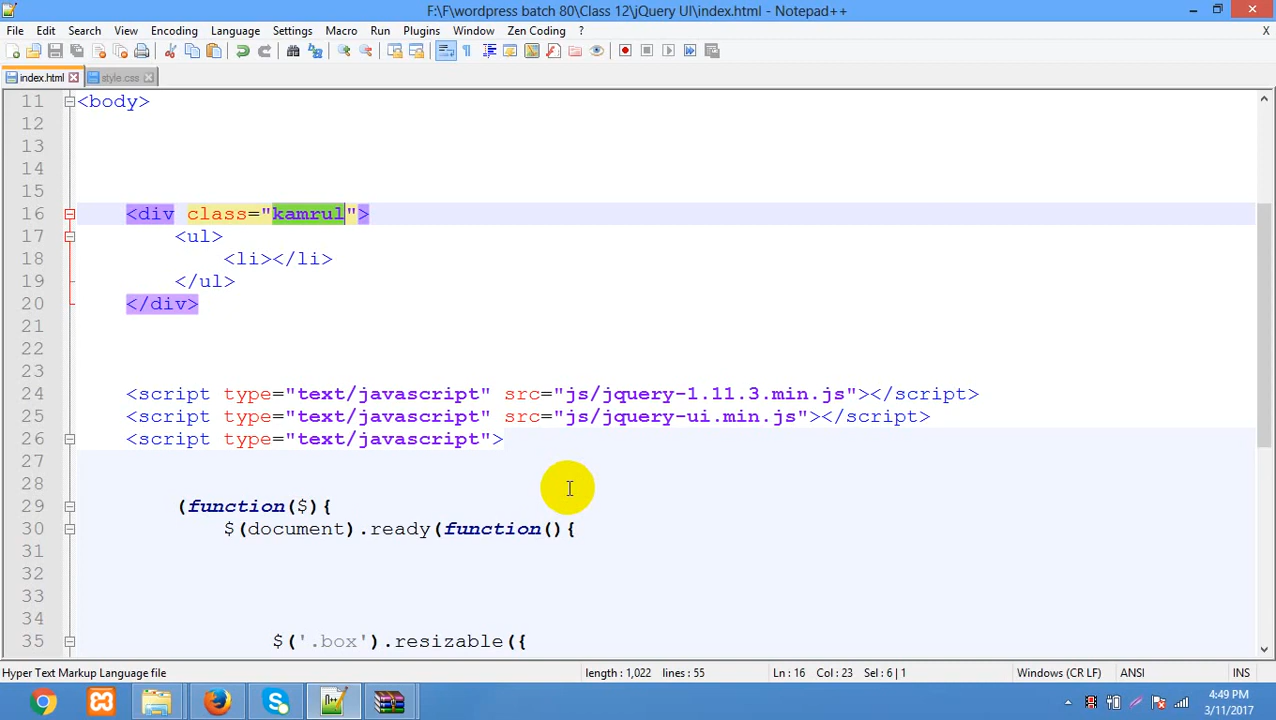 F:\F\wordpress batch 80\Class 12\jQuery UI\index.html - Notepad++
File Edit Search View Encoding Language Settings Macro Run Plugins Window Zen Coding ? X
index.html style.css
11 <body>
12
13
14
15
16 <div class="kamrul">
17 <ul>
18 <li></li>
19 </ul>
20 </div>
21
22
23
24 <script type="text/javascript" src="js/jquery-1.11.3.min.js"></script>
25 <script type="text/javascript" src="js/jquery-ui.min.js"></script>
26 <script type="text/javascript">
27
28
29 (function($){
30 $(document).ready(function(){
31
32
33
34
35 $('.box').resizable({
Hyper Text Markup Language file length : 1,022 lines : 55 Ln : 16 Col : 23 Sel : 6 | 1 Windows (CR LF) ANSI INS
4:49 PM
3/11/2017